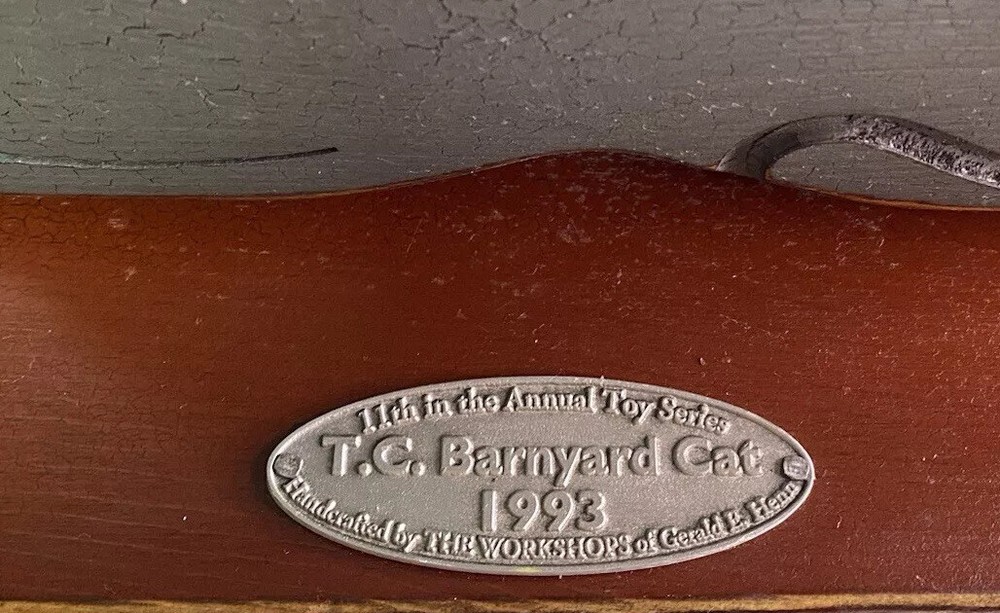 11th in the Annual Toy Series
T.C. Barnyard Cat
1993
Handcrafted by THE WORKSHOPS of Gerald E. Henn